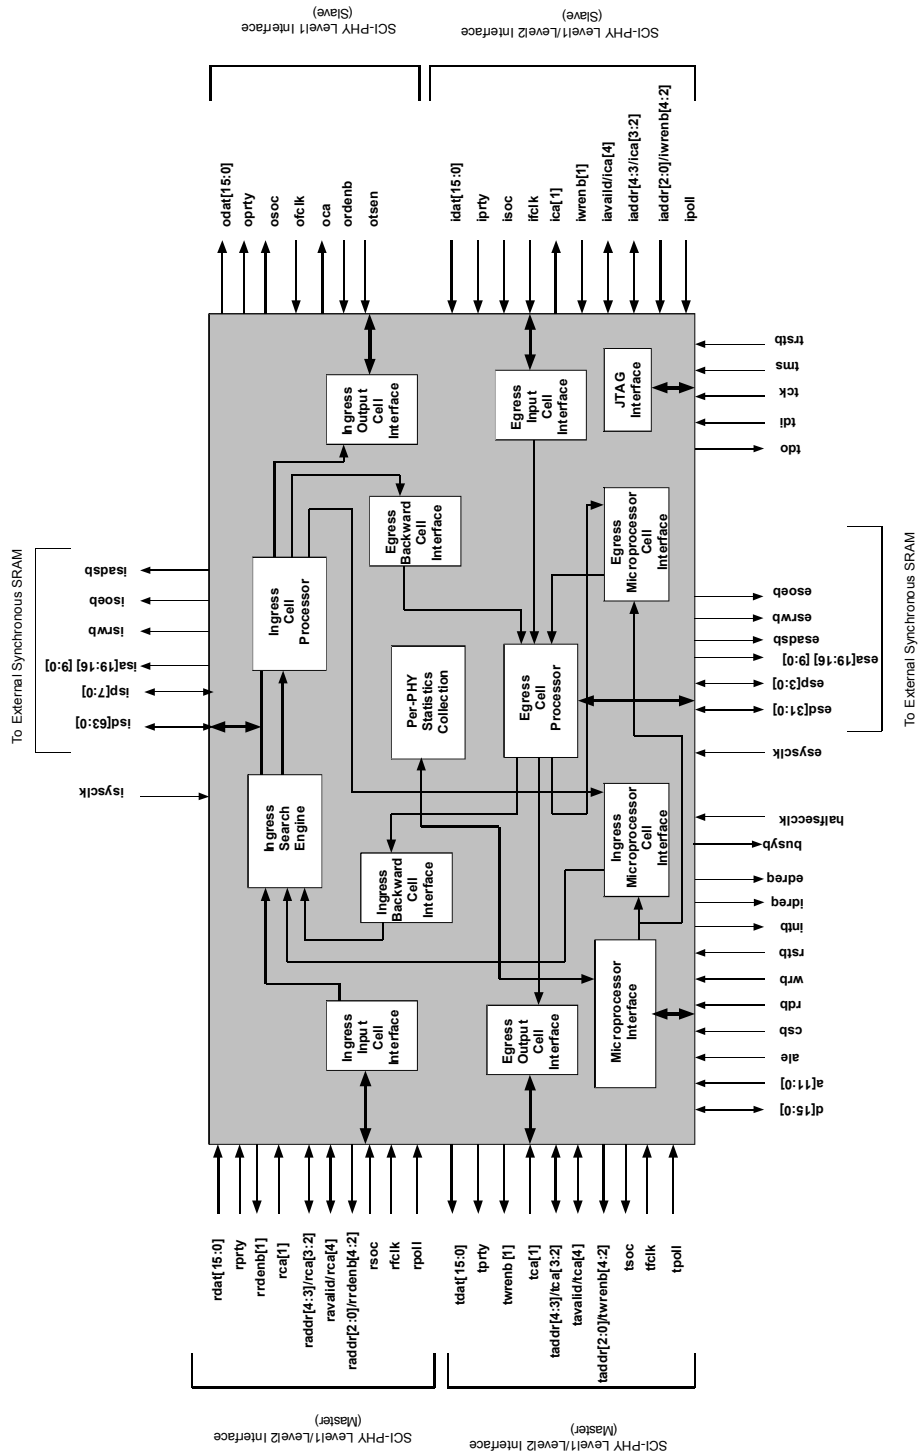 SCI-PHY Level1 Interface
(Slave)
SCI-PHY Level1/Level2 Interface
(Slave)
odat[15:0]
oprty
osoc
ofclk
oca
ordenb
otsen
idat[15:0]
iprty
isoc
ifclk
ica[1]
iwrenb[1]
iavaild/ica[4]
iaddr[4:3/ica[3:2]
iaddr[2:0]/iwrenb[4:2]
ipoll
To External Synchronous SRAM
isadsb
isoeb
isrwb
isa[19:16] [9:0]
isp[7:0]
isd[63:0]
isysclk
Ingress
Output
Cell
Interface
Egress
Input
Cell
Interface
JTAG
Interface
Egress
Backward
Cell
Interface
Egress
Microprocessor
Cell
Interface
Ingress
Cell
Processor
Per-PHY
Statistics
Collection
Egress
Cell
Processor
Ingress
Search
Engine
Ingress
Backward
Cell
Interface
Ingress
Microprocessor
Cell
Interface
Ingress
Input
Cell
Interface
Egress
Output
Cell
Interface
Microprocessor
Interface
trstb
tms
tck
tdi
tdo
To External Synchronous SRAM
esoeb
esrwb
esadsb
esa[19:16] [9:0]
esp[3:0]
esd[31:0]
esysclk
halfsecclk
busyb
edreq
idreq
intb
rstb
wrb
rdb
csb
ale
a[11:0]
d[15:0]
rdat[15:0]
rprty
rrdenb[1]
rca[1]
raddr[4:3]/rca[3:2]
ravalid/rca[4]
raddr[2:0]/rrdenb[4:2]
rsoc
rfclk
rpoll
tdat[15:0]
tprty
twrenb[1]
tca[1]
taddr[4:3]/tca[3:2]
tavalid/tca[4]
taddr[2:0]/twrenb[4:2]
tsoc
tfclk
tpoll
SCI-PHY Level1/Level2 Interface
(Master)
SCI-PHY Level1/Level2 Interface
(Master)